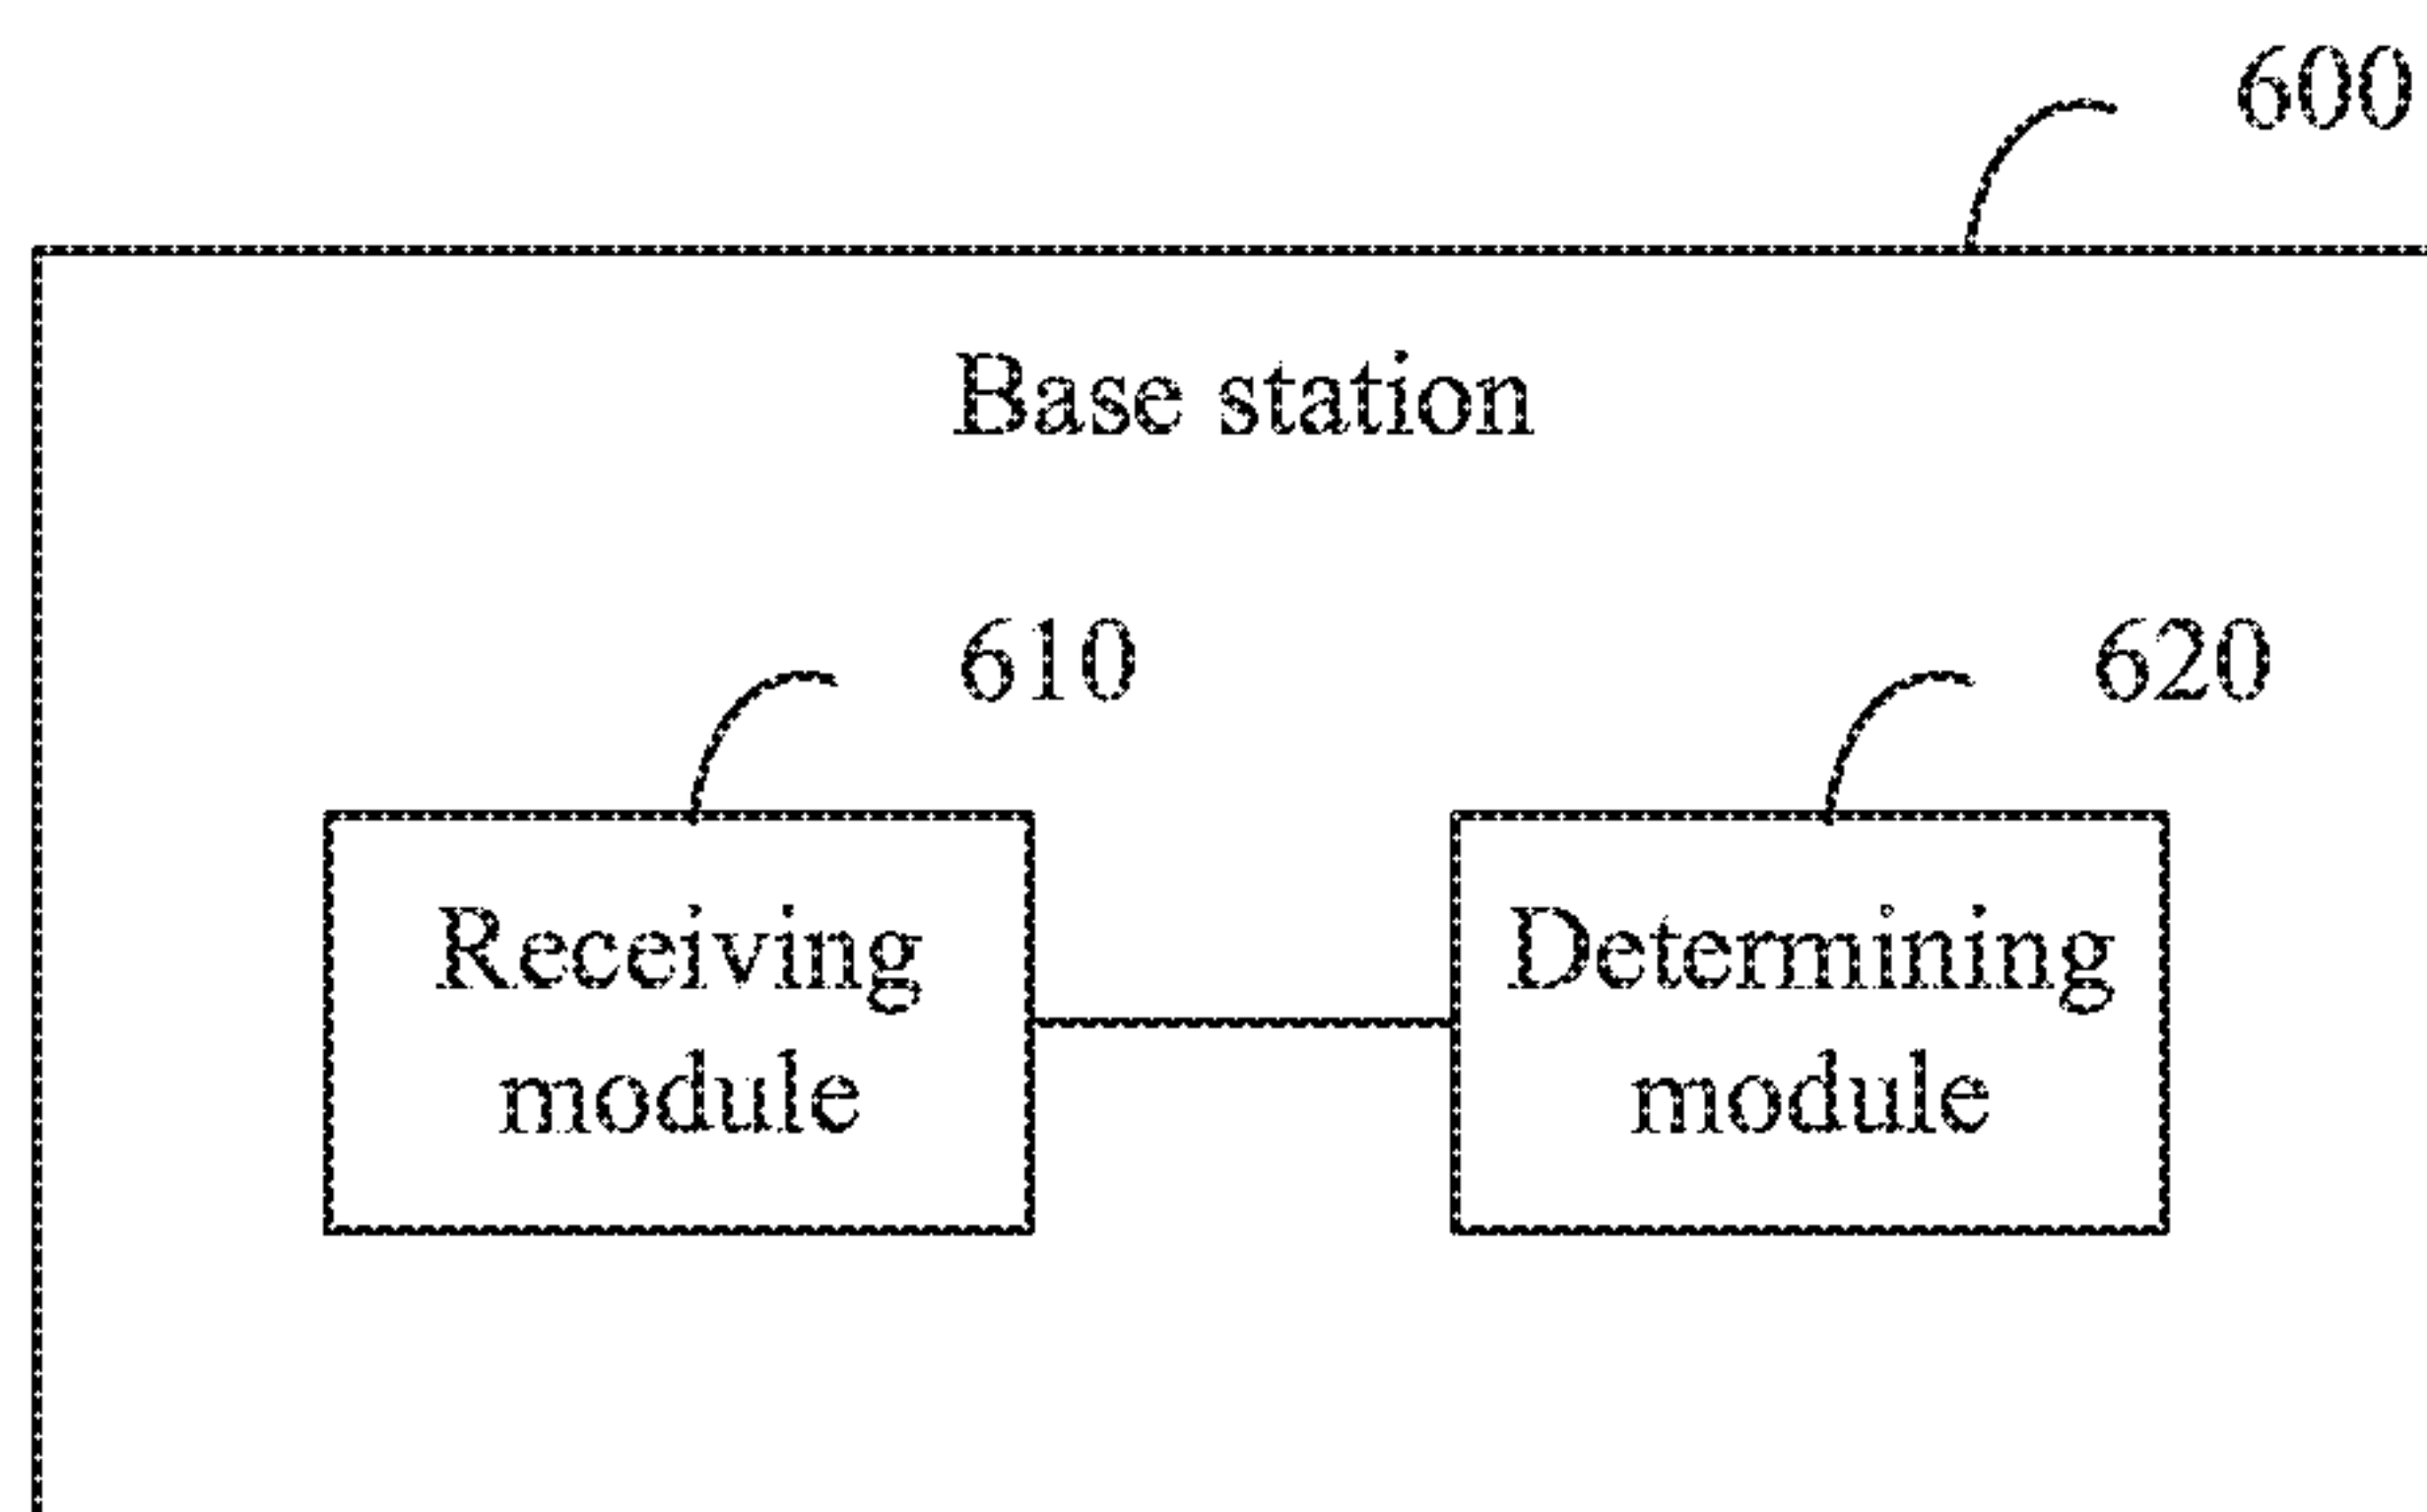 600
Base station
610
620
Receiving
module
Determining
module